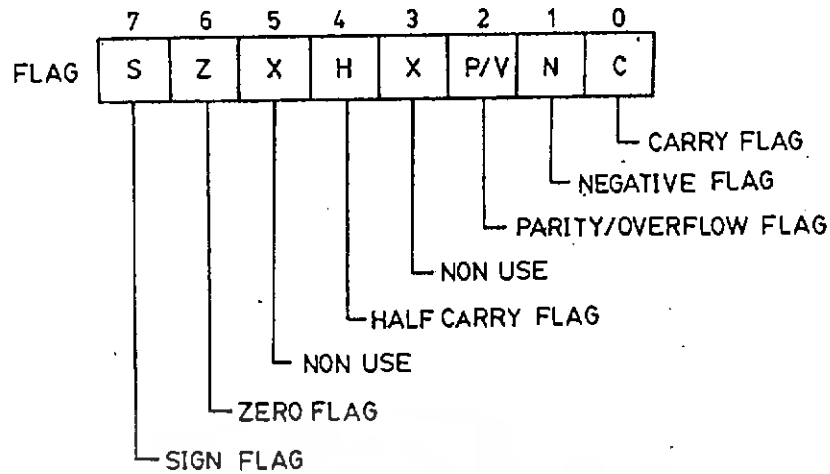 7 6 5 4 3 2 1 0
FLAG S Z X H X P/V N C
CARRY FLAG
NEGATIVE FLAG
PARITY/OVERFLOW FLAG
NON USE
HALF CARRY FLAG
NON USE
ZERO FLAG
SIGN FLAG